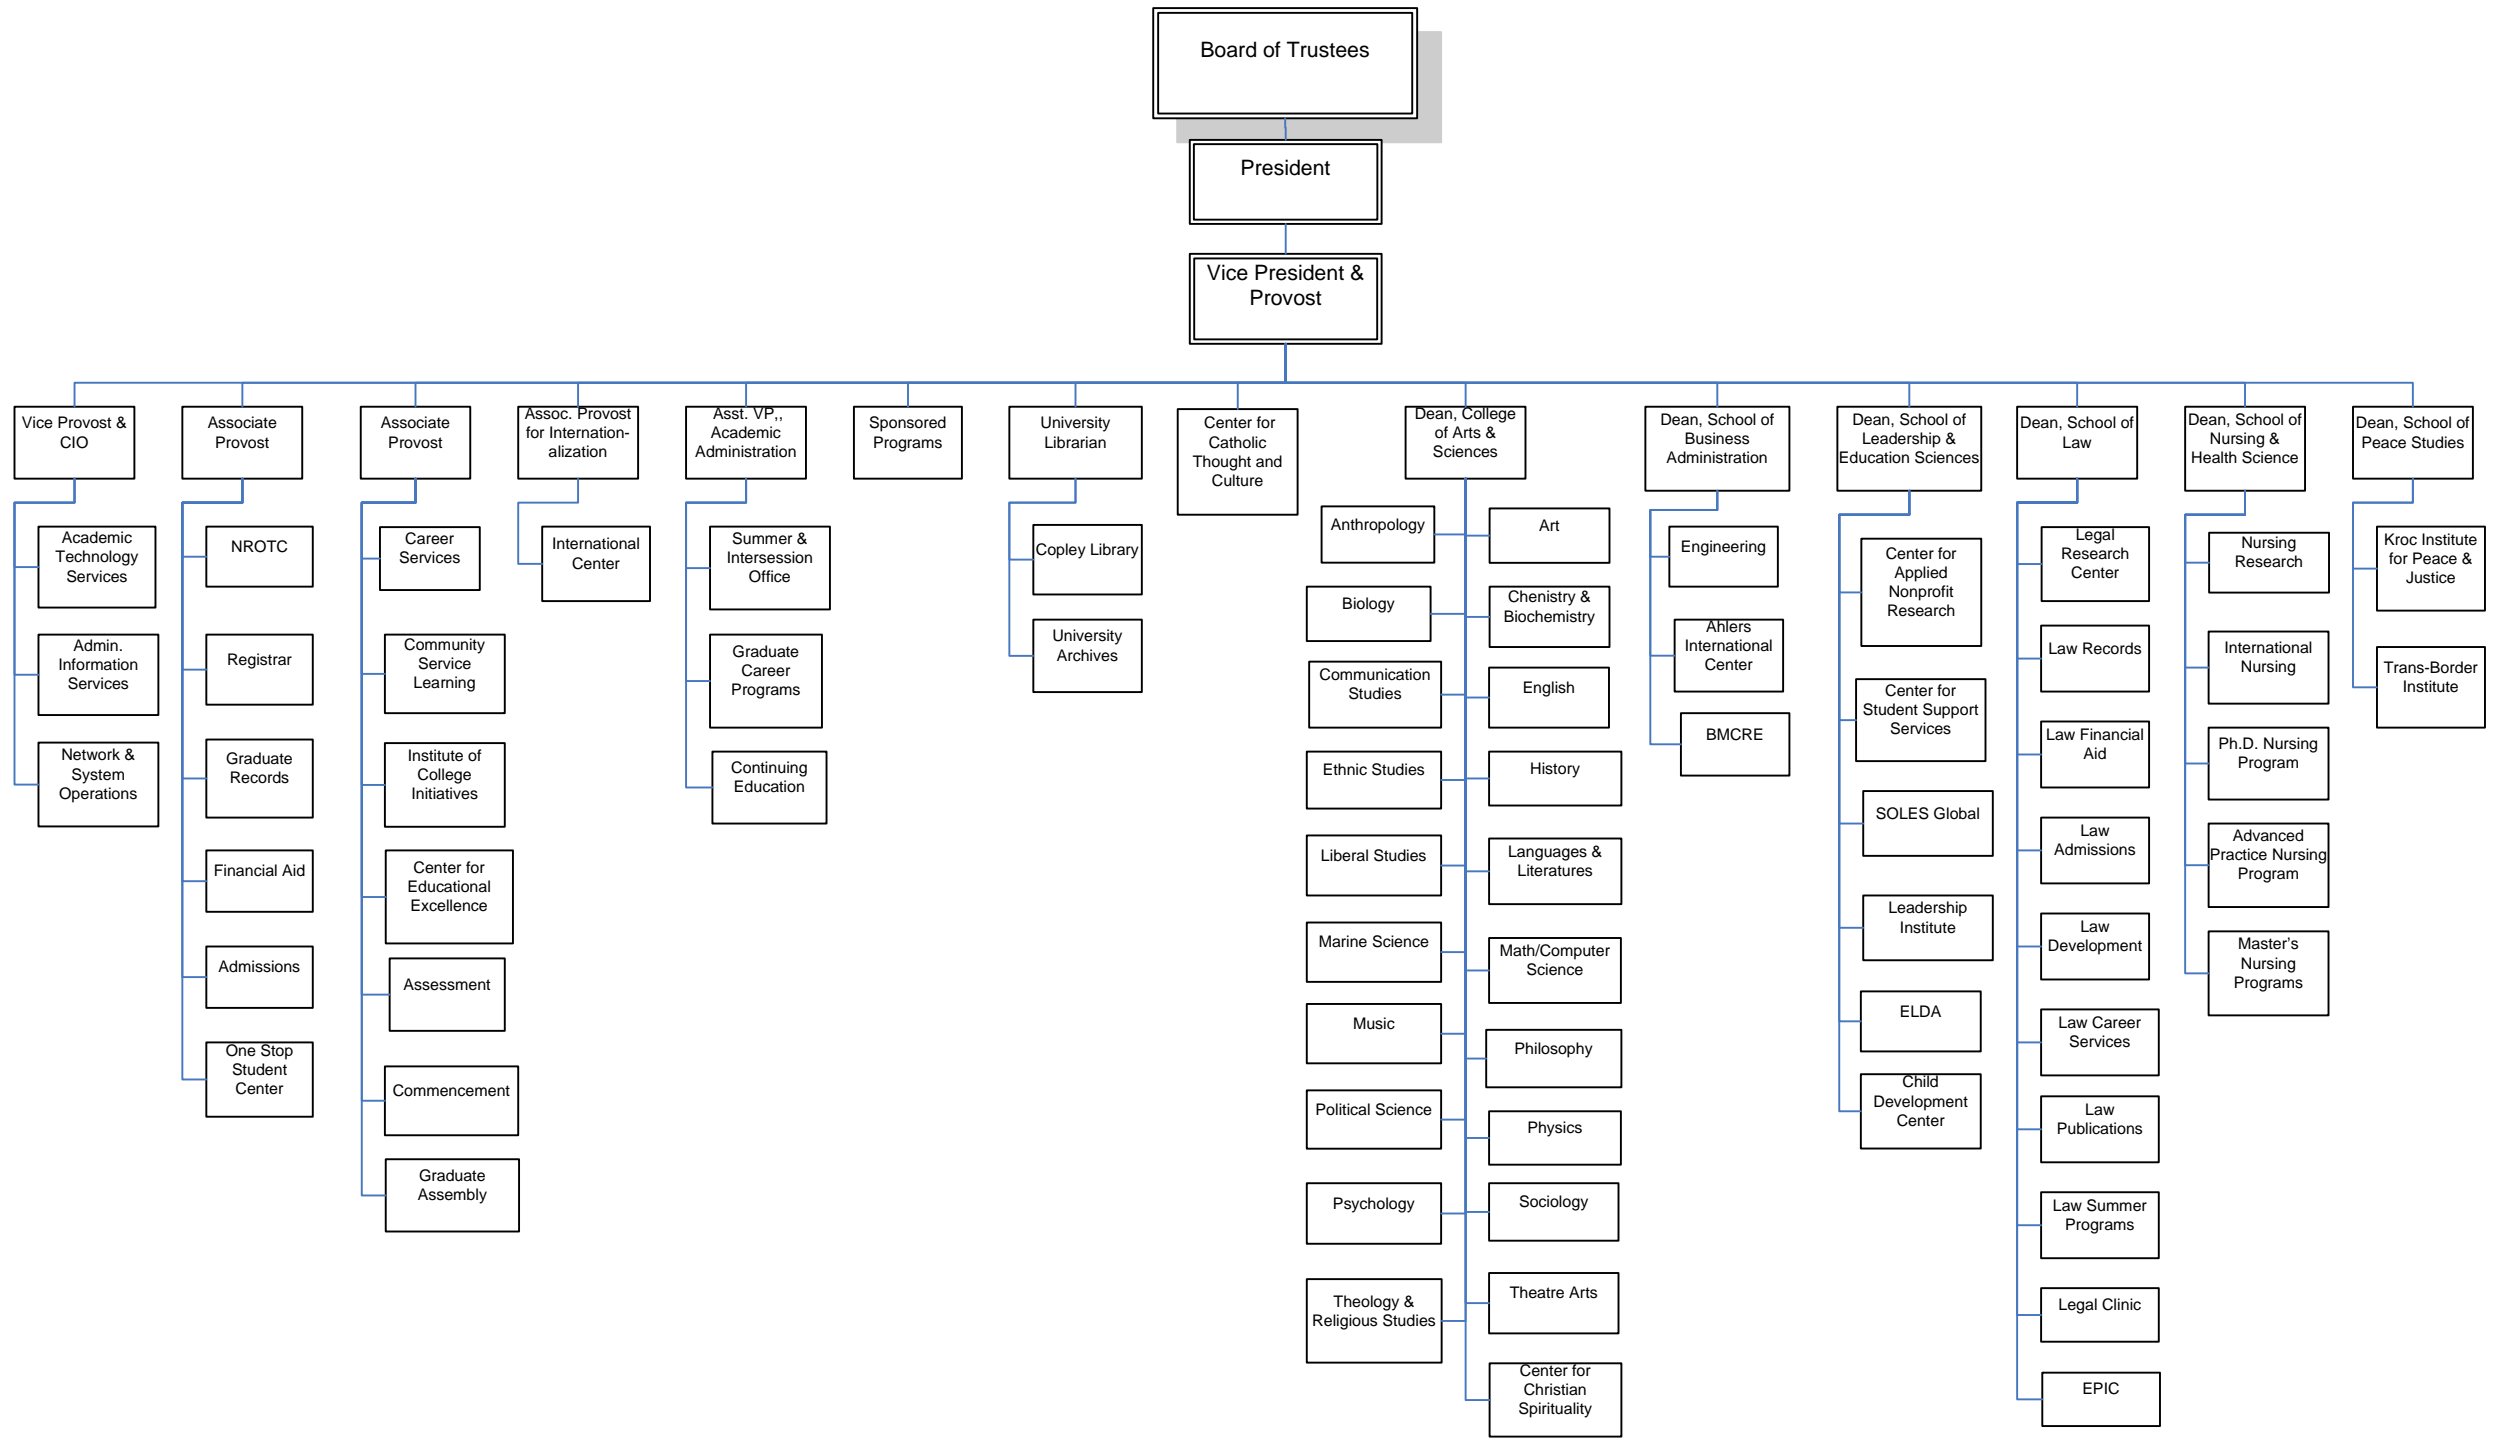 Board of Trustees
President
Vice President &
Provost
Vice Provost &
CIO
Associate
Provost
Associate
Provost
Assoc. Provost
for Internation-
alization
Asst. VP,,
Academic
Administration
Sponsored
Programs
University
Librarian
Center for
Catholic
Thought and
Culture
Dean, College
of Arts &
Sciences
Dean, School of
Business
Administration
Dean, School of
Leadership &
Education Sciences
Dean, School of
Law
Dean, School of
Nursing &
Health Science
Dean, School of
Peace Studies
Academic
Technology
Services
Admin.
Information
Services
Network &
System
Operations
NROTC
Registrar
Graduate
Records
Financial Aid
Admissions
One Stop
Student
Center
Career
Services
Community
Service
Learning
Institute of
College
Initiatives
Center for
Educational
Excellence
Assessment
Commencement
Graduate
Assembly
International
Center
Summer &
Intersession
Office
Graduate
Career
Programs
Continuing
Education
Copley Library
University
Archives
Anthropology
Art
Biology
Chenistry &
Biochemistry
Communication
Studies
English
Ethnic Studies
History
Liberal Studies
Languages &
Literatures
Marine Science
Math/Computer
Science
Music
Philosophy
Political Science
Physics
Psychology
Sociology
Theology &
Religious Studies
Theatre Arts
Center for
Christian
Spirituality
Engineering
Ahlers
International
Center
BMCRE
Center for
Applied
Nonprofit
Research
Center for
Student Support
Services
SOLES Global
Leadership
Institute
ELDA
Child
Development
Center
Legal
Research
Center
Law Records
Law Financial
Aid
Law
Admissions
Law
Development
Law Career
Services
Law
Publications
Law Summer
Programs
Legal Clinic
EPIC
Nursing
Research
International
Nursing
Ph.D. Nursing
Program
Advanced
Practice Nursing
Program
Master's
Nursing
Programs
Kroc Institute
for Peace &
Justice
Trans-Border
Institute